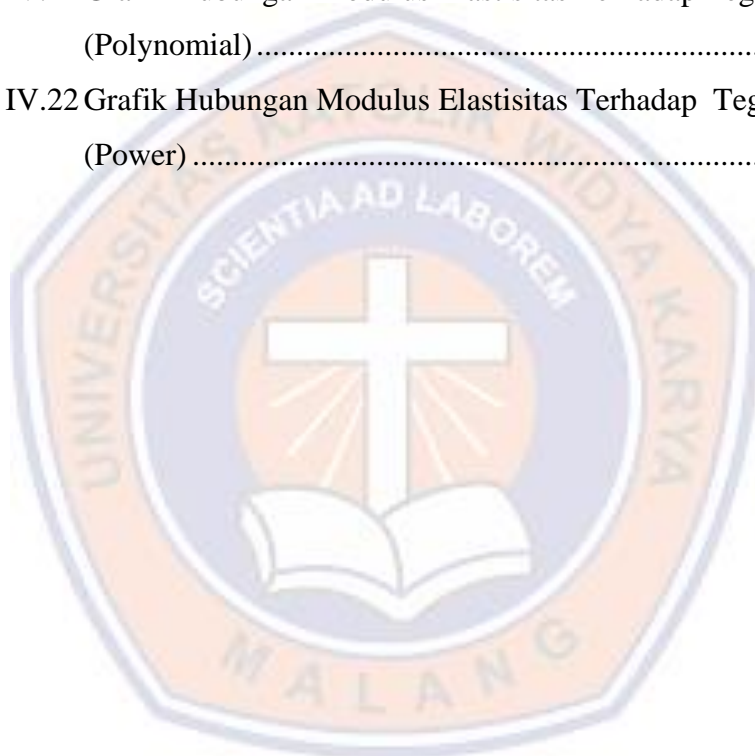 (Polynomial) ............................................................
IV.22 Grafik Hubungan Modulus Elastisitas Terhadap Teg
(Power) ....................................................................
UNIVERSITAS KATOLIK WIDYA KARYA
SCIENTIA AD LABOREM
MALANG